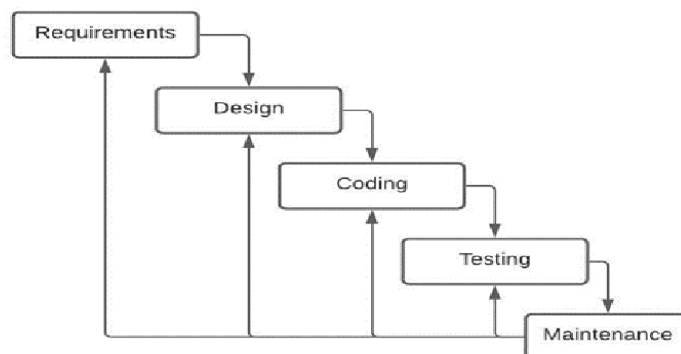 Requirements
Design
Coding
Testing
Maintenance